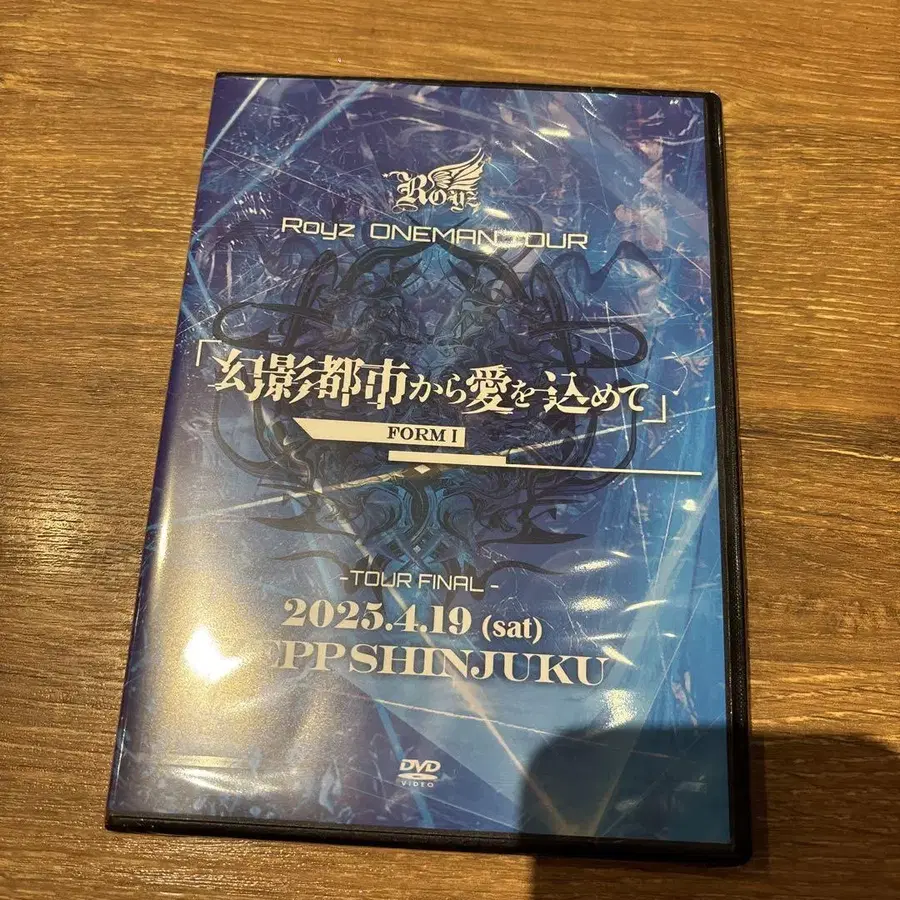 Royz
Royz ONEMAN TOUR
「幻影都市から愛を込めて」
FORM I
-TOUR FINAL-
2025.4.19 (sat)
EPP SHINJUKU
DVD
VIDEO